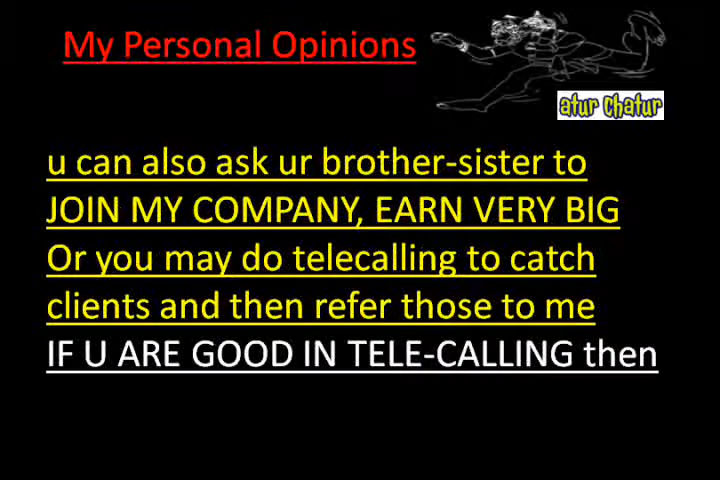 My Personal Opinions
atur chatur
u can also ask ur brother-sister to
JOIN MY COMPANY, EARN VERY BIG
Or you may do telecalling to catch
clients and then refer those to me
IF U ARE GOOD IN TELE-CALLING then